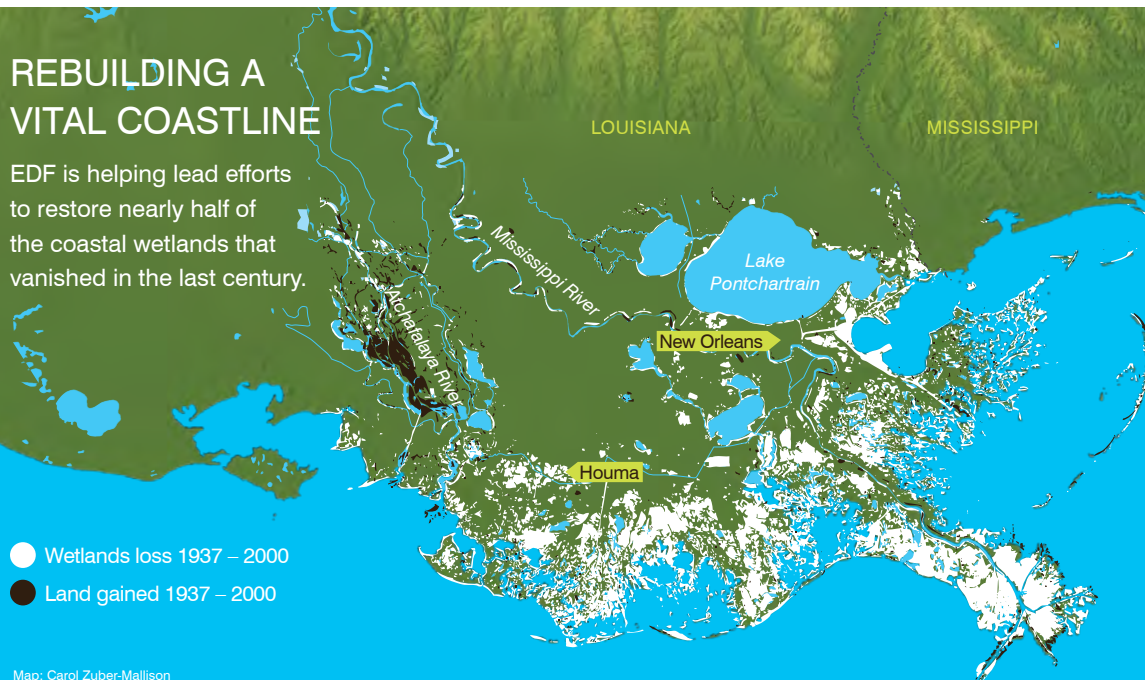 REBUILDING A
VITAL COASTLINE
EDF is helping lead efforts
to restore nearly half of
the coastal wetlands that
vanished in the last century.
LOUISIANA
MISSISSIPPI
Mississippi River
Lake
Pontchartrain
Atchafalaya River
New Orleans
Houma
Wetlands loss 1937 – 2000
Land gained 1937 – 2000
Map: Carol Zuber-Mallison